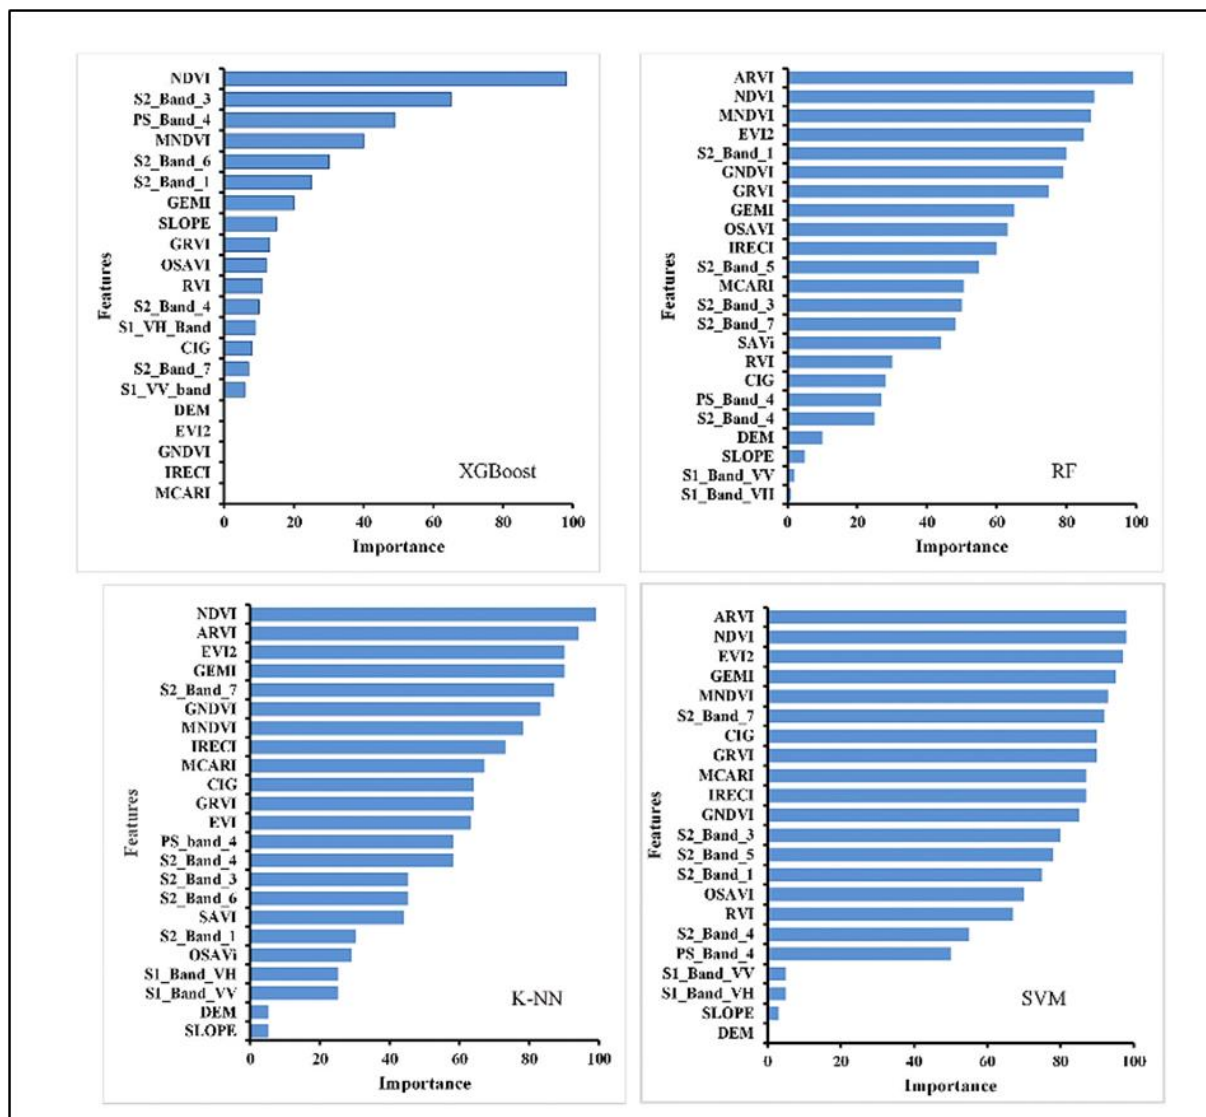 NDVI
S2_Band_3
PS_Band_4
MNDVI
S2_Band_6
S2_Band_1
GEMI
SLOPE
GRVI
OSAVI
RVI
S2_Band_4
S1_VH_Band
CIG
S2_Band_7
S1_VV_band
DEM
EVI2
GNDVI
IRECI
MCARI
Features
XGBoost
0 20 40 60 80 100
Importance
ARVI
NDVI
MNDVI
EVI2
S2_Band_1
GNDVI
GRVI
GEMI
OSAVI
IRECI
S2_Band_5
MCARI
S2_Band_3
S2_Band_7
SAVi
RVI
CIG
PS_Band_4
S2_Band_4
DEM
SLOPE
S1_Band_VV
S1_Band_VH
Features
RF
0 20 40 60 80 100
Importance
NDVI
ARVI
EVI2
GEMI
S2_Band_7
GNDVI
MNDVI
IRECI
MCARI
CIG
GRVI
EVI
PS_band_4
S2_Band_4
S2_Band_3
S2_Band_6
SAVI
S2_Band_1
OSAVi
S1_Band_VH
S1_Band_VV
DEM
SLOPE
Features
K-NN
0 20 40 60 80 100
Importance
ARVI
NDVI
EVI2
GEMI
MNDVI
S2_Band_7
CIG
GRVI
MCARI
IRECI
GNDVI
S2_Band_3
S2_Band_5
S2_Band_1
OSAVI
RVI
S2_Band_4
PS_Band_4
S1_Band_VV
S1_Band_VH
SLOPE
DEM
Features
SVM
0 20 40 60 80 100
Importance